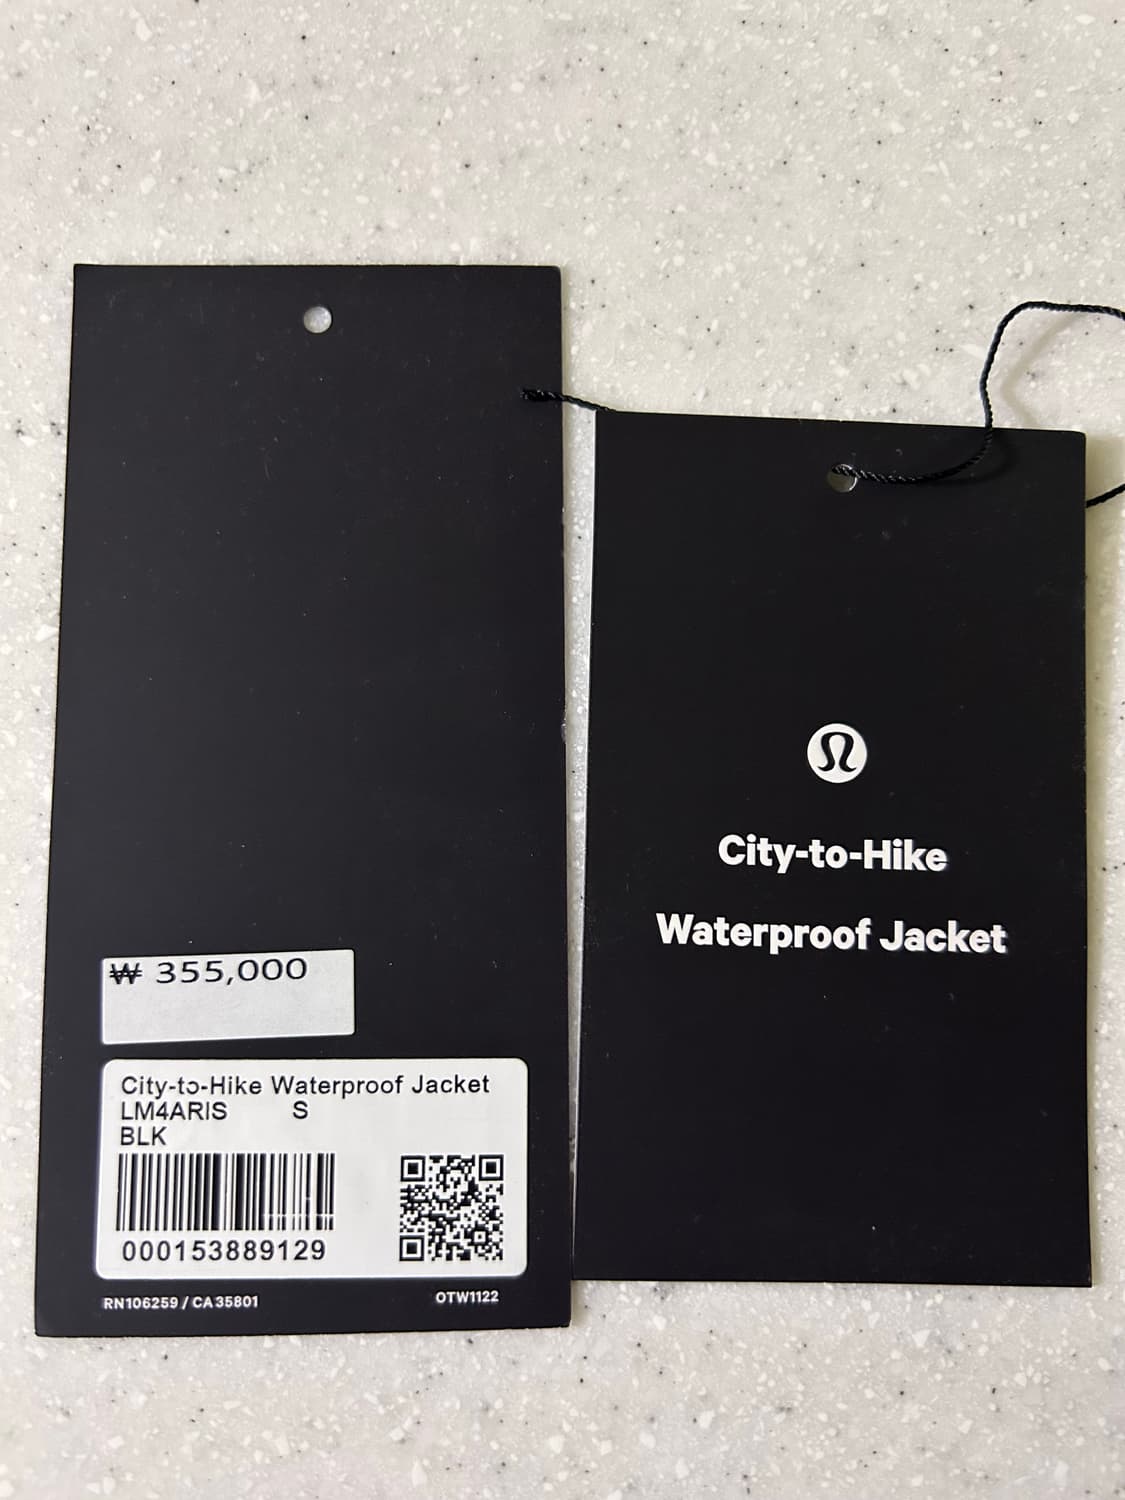 ₩ 355,000
City-to-Hike Waterproof Jacket
LM4ARIS S
BLK
000153889129
RN106259 / CA35801
OTW1122
City-to-Hike
Waterproof Jacket